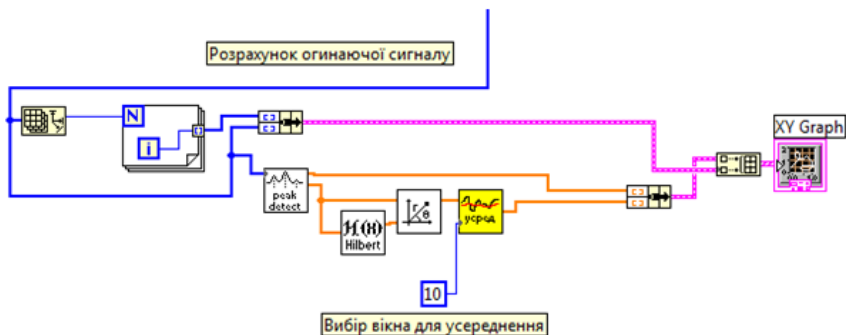 Розрахунок огинаючої сигналу
N
i
XY Graph
peak
detect
H(x)
Hilbert
r
θ
усред
10
Вибір вікна для усереднення